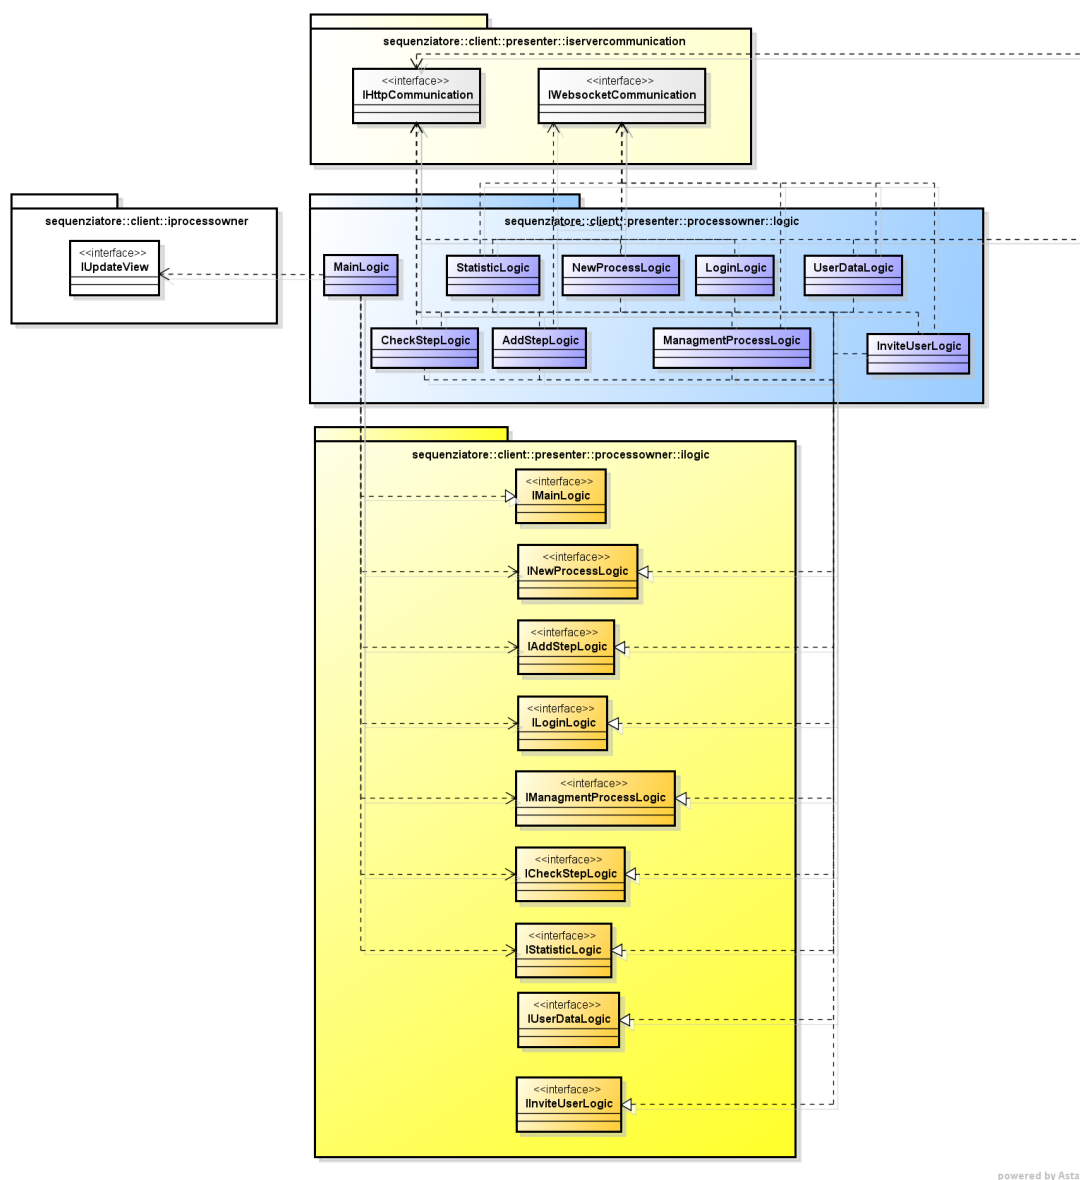 sequenziatore::client::presenter::iservercommunication
<<interface>>
IHttpCommunication
<<interface>>
IWebsocketCommunication
sequenziatore::client::iprocessowner
<<interface>>
IUpdateView
sequenziatore::client::presenter::processowner::logic
MainLogic
StatisticLogic
NewProcessLogic
LoginLogic
UserDataLogic
CheckStepLogic
AddStepLogic
ManagmentProcessLogic
InviteUserLogic
sequenziatore::client::presenter::processowner::ilogic
<<interface>>
IMainLogic
<<interface>>
INewProcessLogic
<<interface>>
IAddStepLogic
<<interface>>
ILoginLogic
<<interface>>
IManagmentProcessLogic
<<interface>>
ICheckStepLogic
<<interface>>
IStatisticLogic
<<interface>>
IUserDataLogic
<<interface>>
IInviteUserLogic
powered by Asta